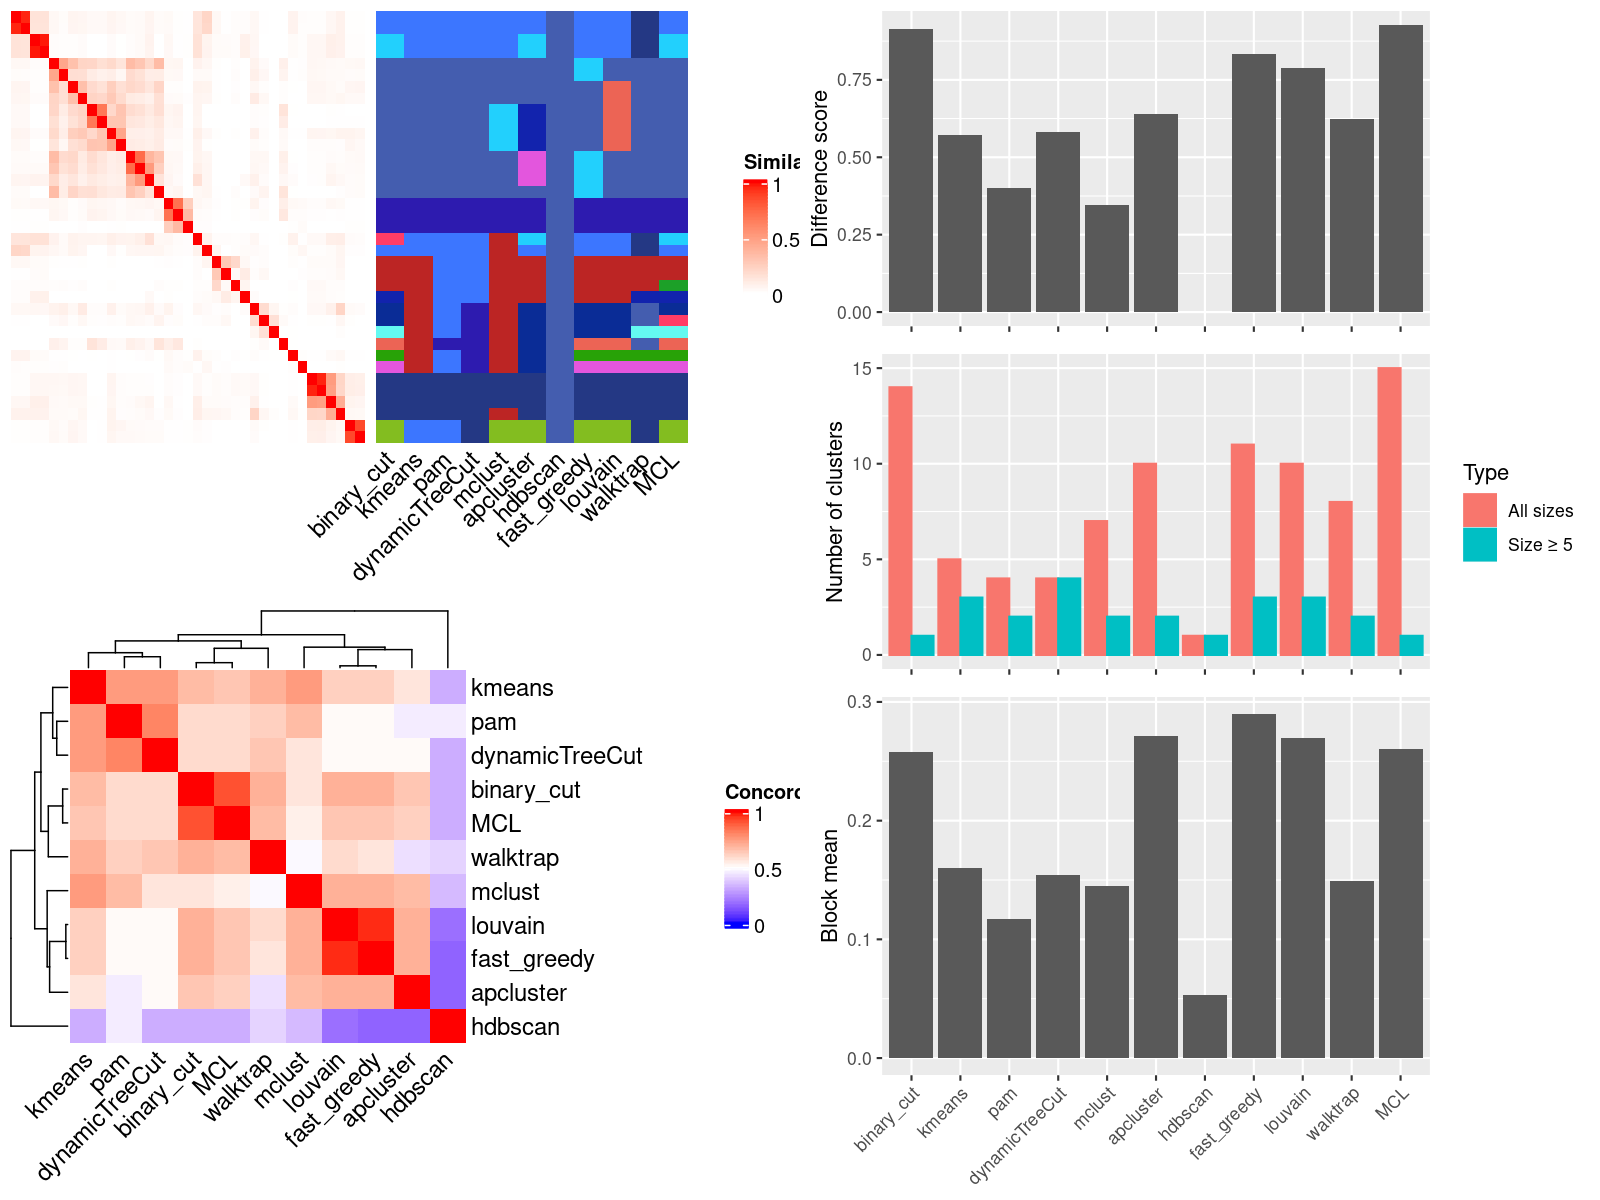 Simila
1
0.5
0
binary_cut
kmeans
pam
dynamicTreeCut
mclust
apcluster
hdbscan
fast_greedy
louvain
walktrap
MCL
Difference score
0.75
0.50
0.25
0.00
Number of clusters
15
10
5
0
Type
All sizes
Size ≥ 5
kmeans
pam
dynamicTreeCut
binary_cut
MCL
walktrap
mclust
louvain
fast_greedy
apcluster
hdbscan
kmeans
pam
dynamicTreeCut
binary_cut
MCL
walktrap
mclust
louvain
fast_greedy
apcluster
hdbscan
Concord
1
0.5
0
Block mean
0.3
0.2
0.1
0.0
binary_cut
kmeans
pam
dynamicTreeCut
mclust
apcluster
hdbscan
fast_greedy
louvain
walktrap
MCL